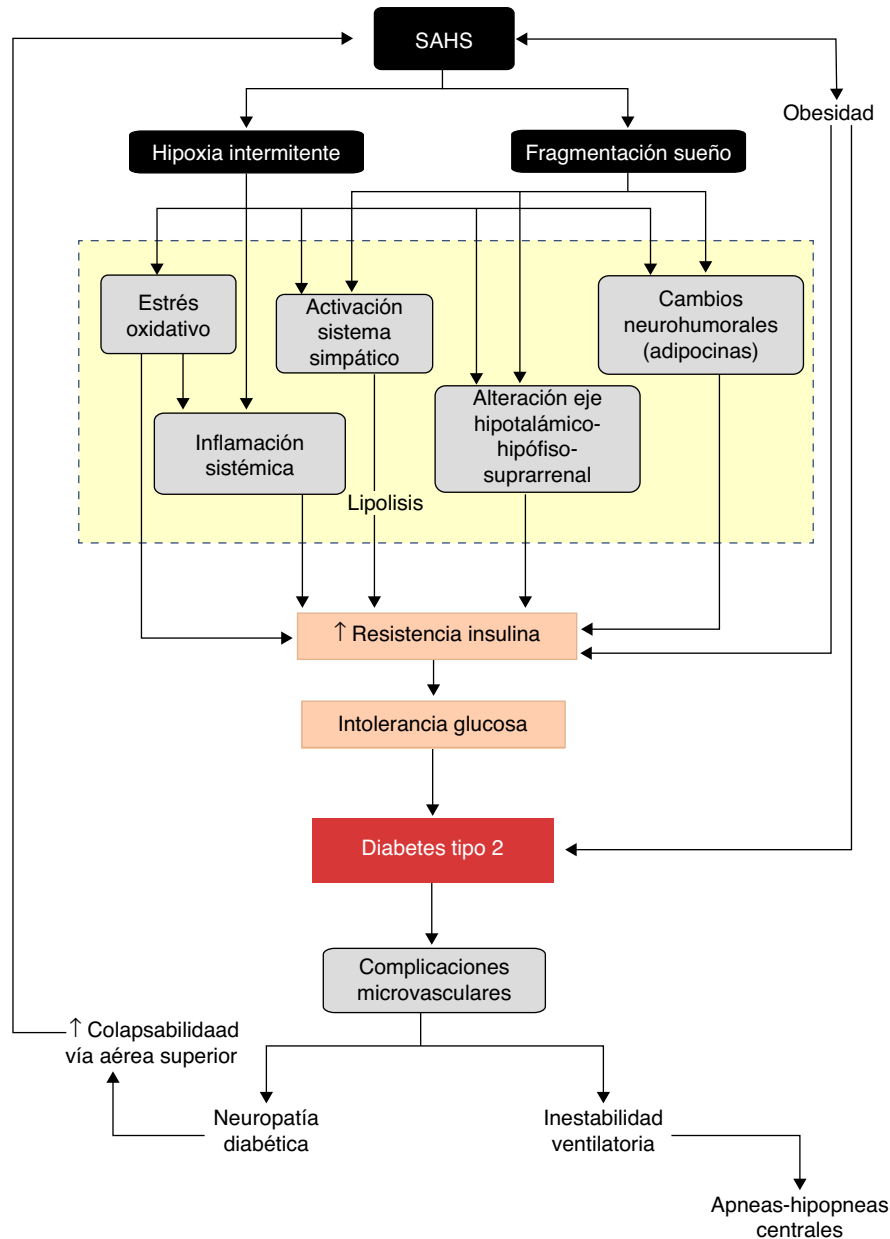 SAHS
Obesidad
Hipoxia intermitente
Fragmentación sueño
Estrés
oxidativo
Activación
sistema
simpático
Cambios
neurohumorales
(adipocinas)
Inflamación
sistémica
Alteración eje
hipotalámico-
hipófiso-
suprarrenal
Lipolisis
↑ Resistencia insulina
Intolerancia glucosa
Diabetes tipo 2
Complicaciones
microvasculares
↑ Colapsabilidaad
vía aérea superior
Neuropatía
diabética
Inestabilidad
ventilatoria
Apneas-hipopneas
centrales